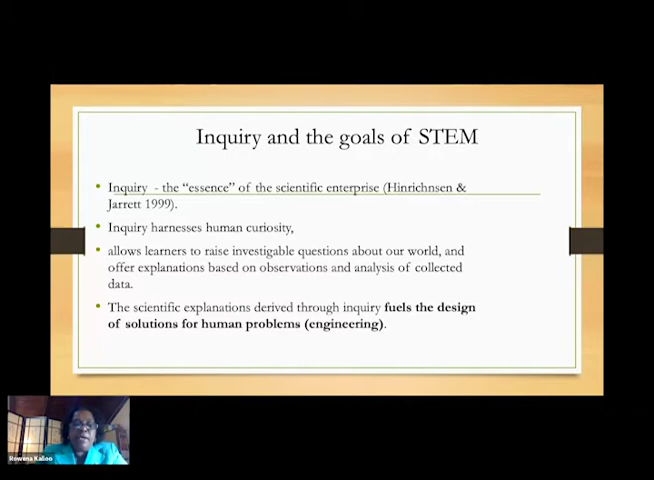 Inquiry and the goals of STEM
• Inquiry - the “essence” of the scientific enterprise (Hinrichnsen &
Jarrett 1999).
• Inquiry harnesses human curiosity,
• allows learners to raise investigable questions about our world, and
offer explanations based on observations and analysis of collected
data.
• The scientific explanations derived through inquiry fuels the design
of solutions for human problems (engineering).
Rowena Kalloo